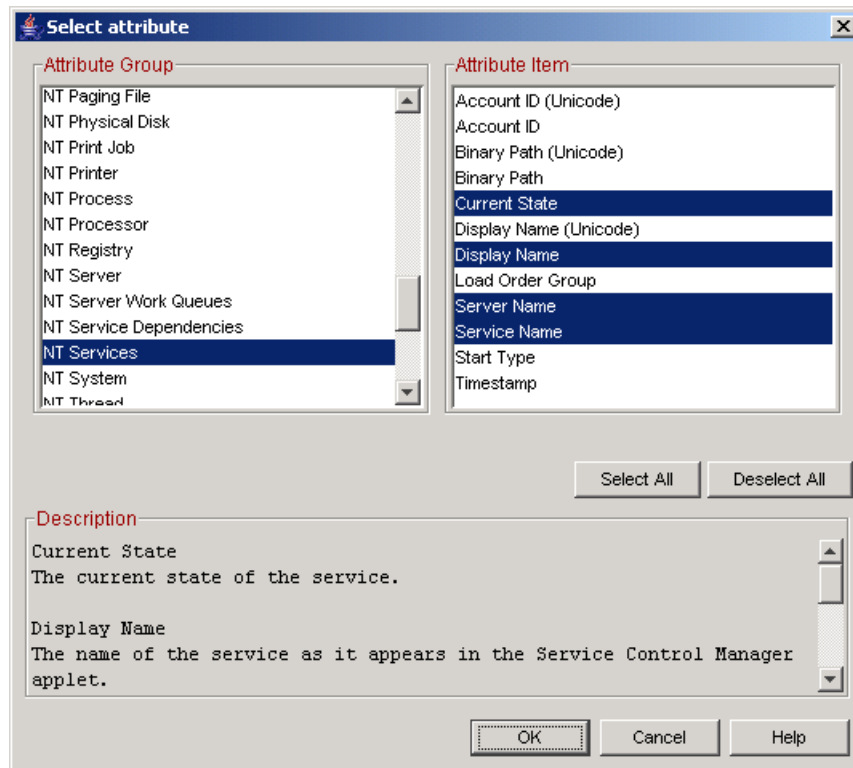 Select attribute
Attribute Group
NT Paging File
NT Physical Disk
NT Print Job
NT Printer
NT Process
NT Processor
NT Registry
NT Server
NT Server Work Queues
NT Service Dependencies
NT Services
NT System
NT Thread
Attribute Item
Account ID (Unicode)
Account ID
Binary Path (Unicode)
Binary Path
Current State
Display Name (Unicode)
Display Name
Load Order Group
Server Name
Service Name
Start Type
Timestamp
Select All
Deselect All
Description
Current State
The current state of the service.
Display Name
The name of the service as it appears in the Service Control Manager
applet.
OK
Cancel
Help